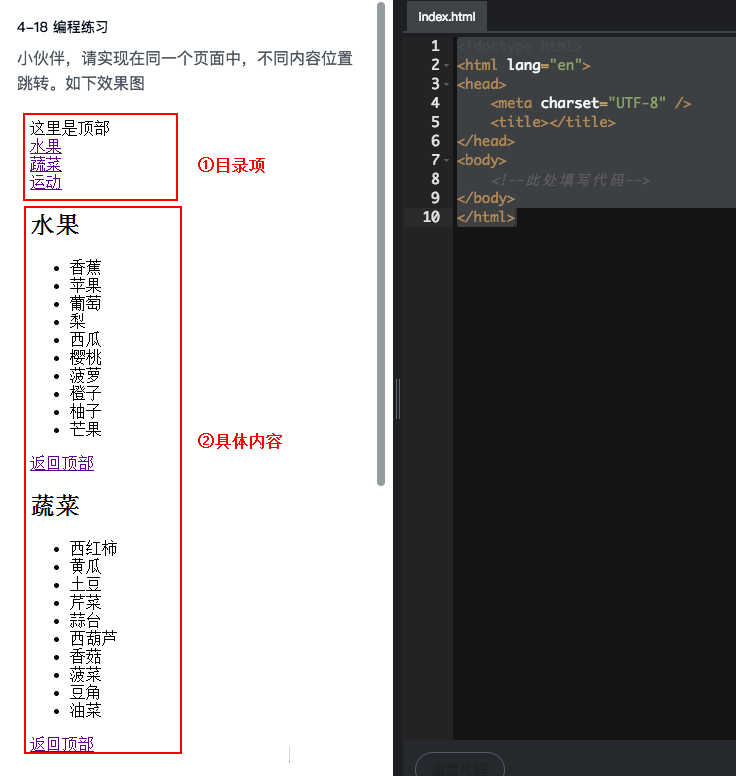 4-18 编程练习
小伙伴，请实现在同一个页面中，不同内容位置
跳转。如下效果图
这里是顶部
水果
蔬菜
运动
①目录项
水果
香蕉
苹果
葡萄
梨
西瓜
樱桃
菠萝
橙子
柚子
芒果
返回顶部
②具体内容
蔬菜
西红柿
黄瓜
土豆
芹菜
蒜台
西葫芦
香菇
菠菜
豆角
油菜
返回顶部
index.html
1 <!doctype html>
2 <html lang="en">
3 <head>
4 <meta charset="UTF-8" />
5 <title></title>
6 </head>
7 <body>
8 <!--此处填写代码-->
9 </body>
10 </html>
重置代码